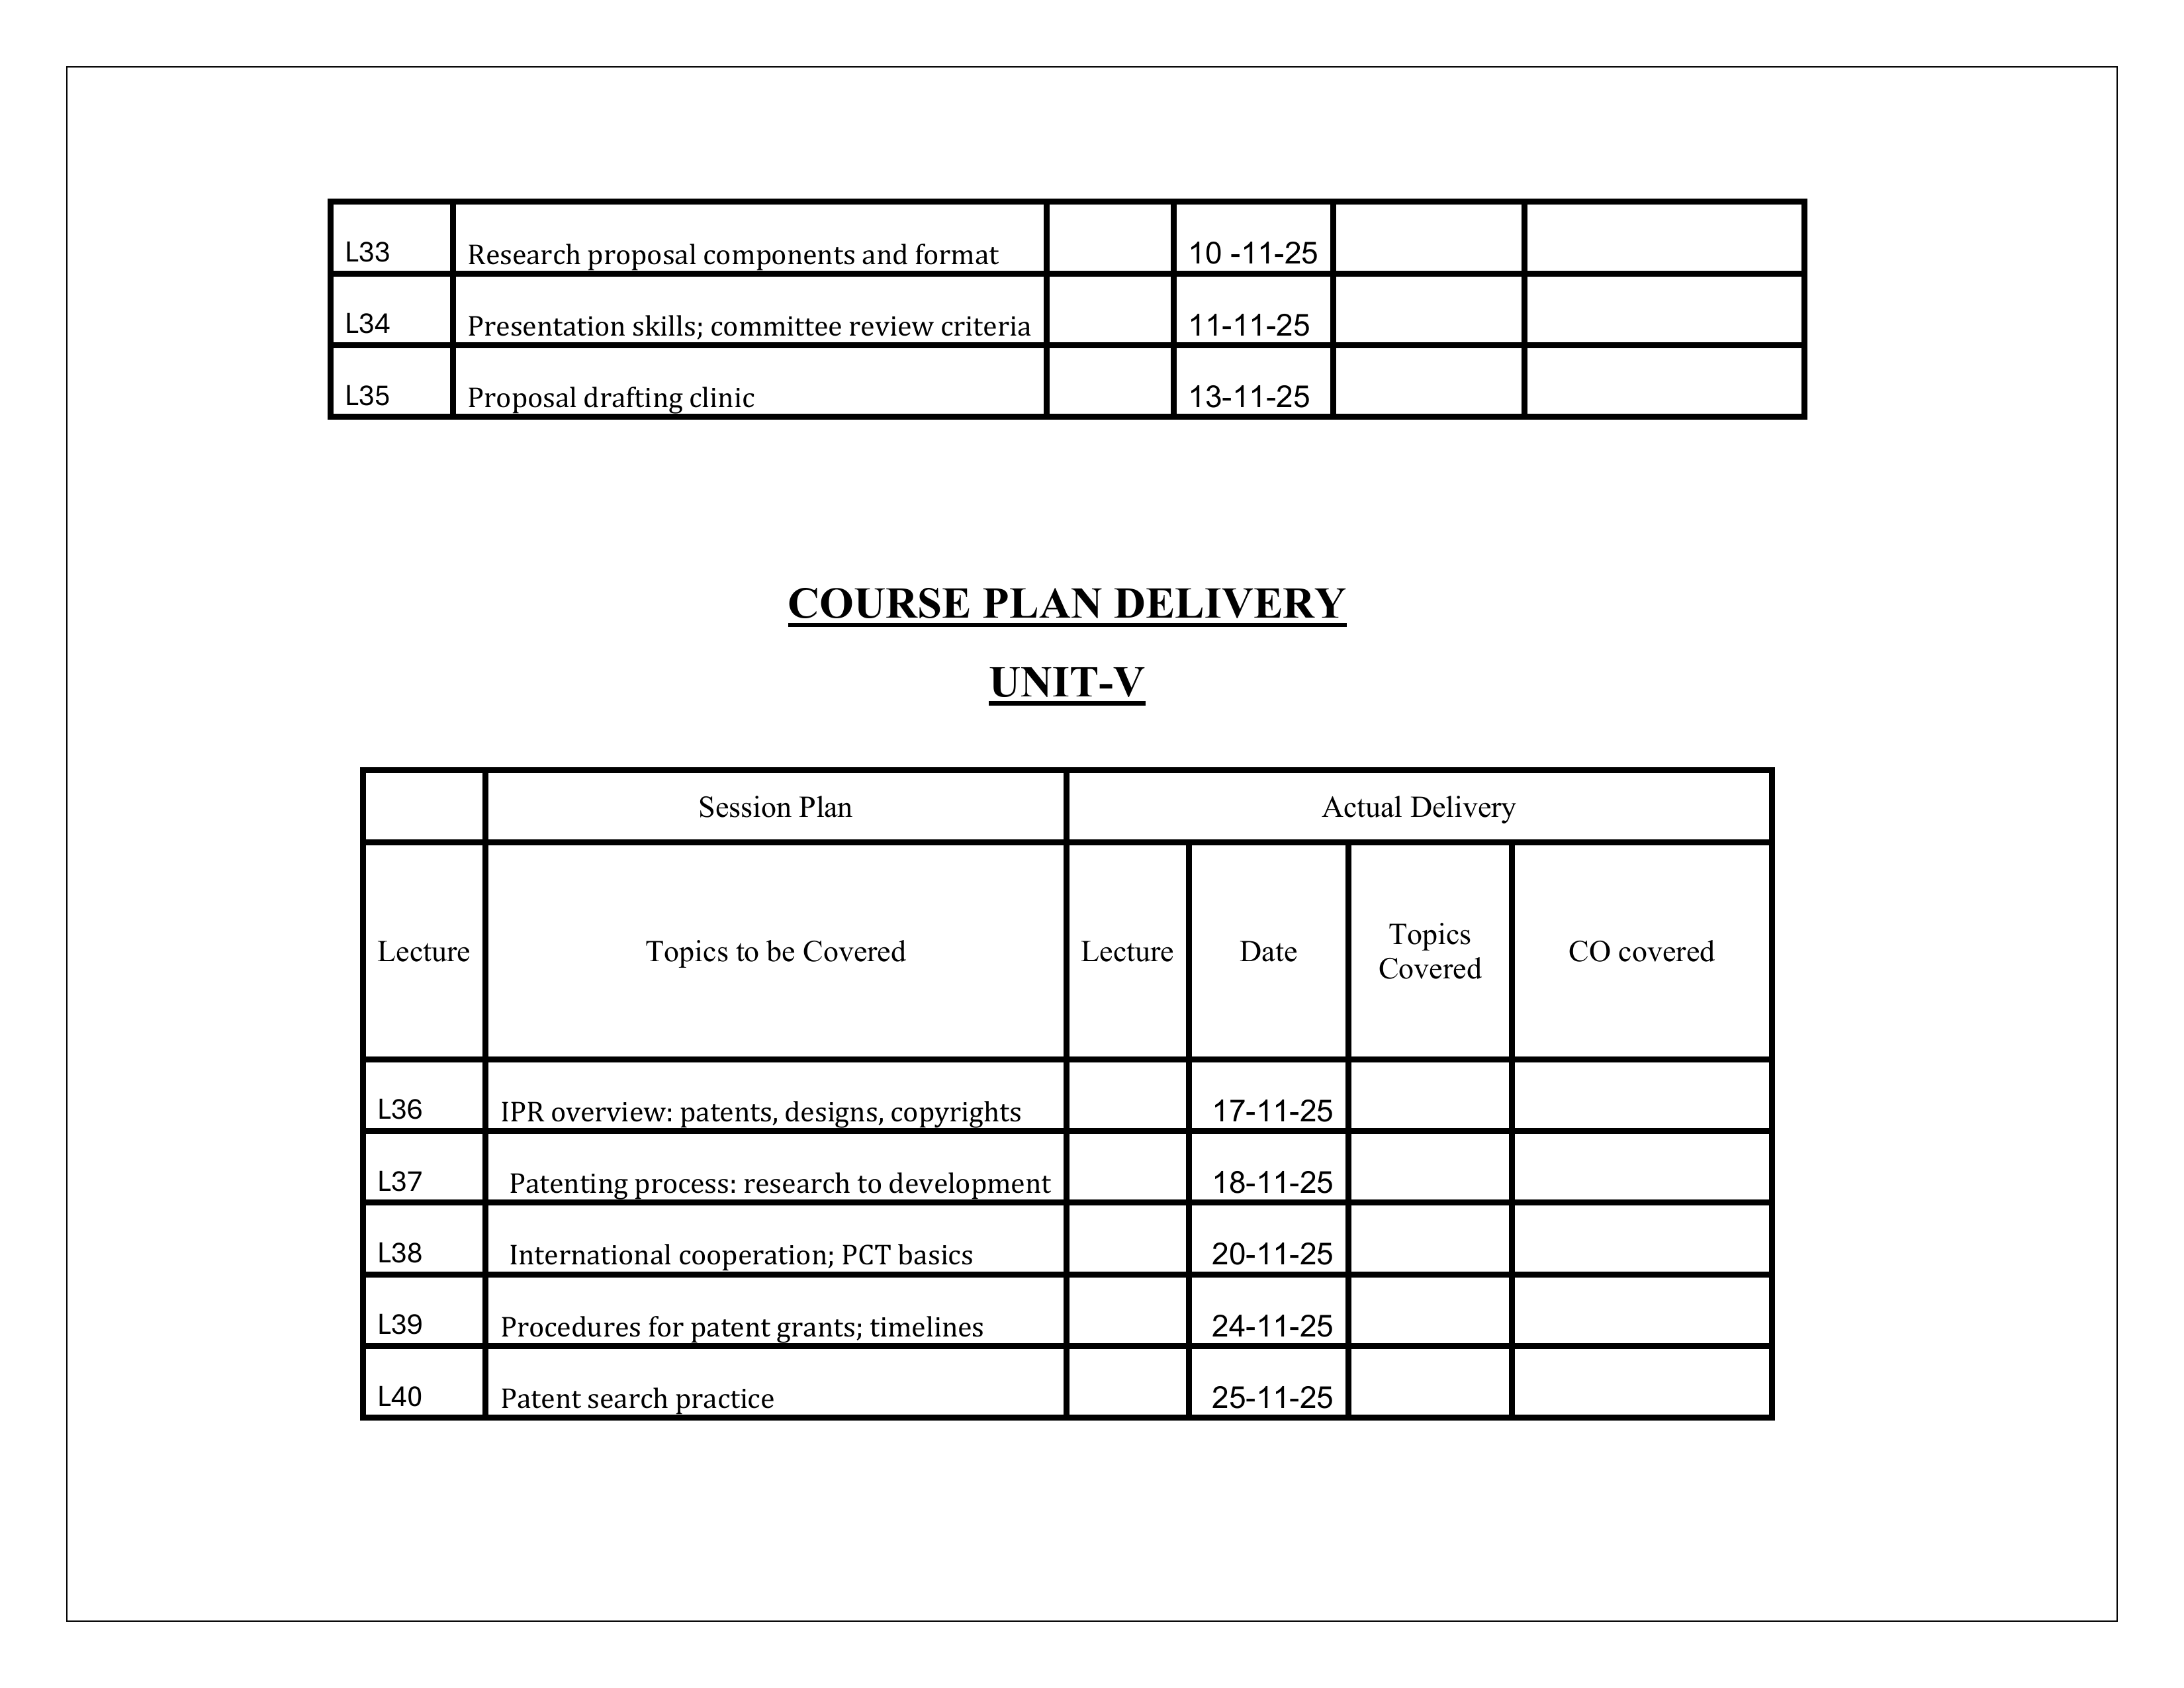 L33 Research proposal components and format 10 -11-25
L34 Presentation skills; committee review criteria 11-11-25
L35 Proposal drafting clinic 13-11-25
COURSE PLAN DELIVERY
UNIT-V
Session Plan Actual Delivery
Lecture Topics to be Covered Lecture Date Topics Covered CO covered
L36 IPR overview: patents, designs, copyrights 17-11-25
L37 Patenting process: research to development 18-11-25
L38 International cooperation; PCT basics 20-11-25
L39 Procedures for patent grants; timelines 24-11-25
L40 Patent search practice 25-11-25